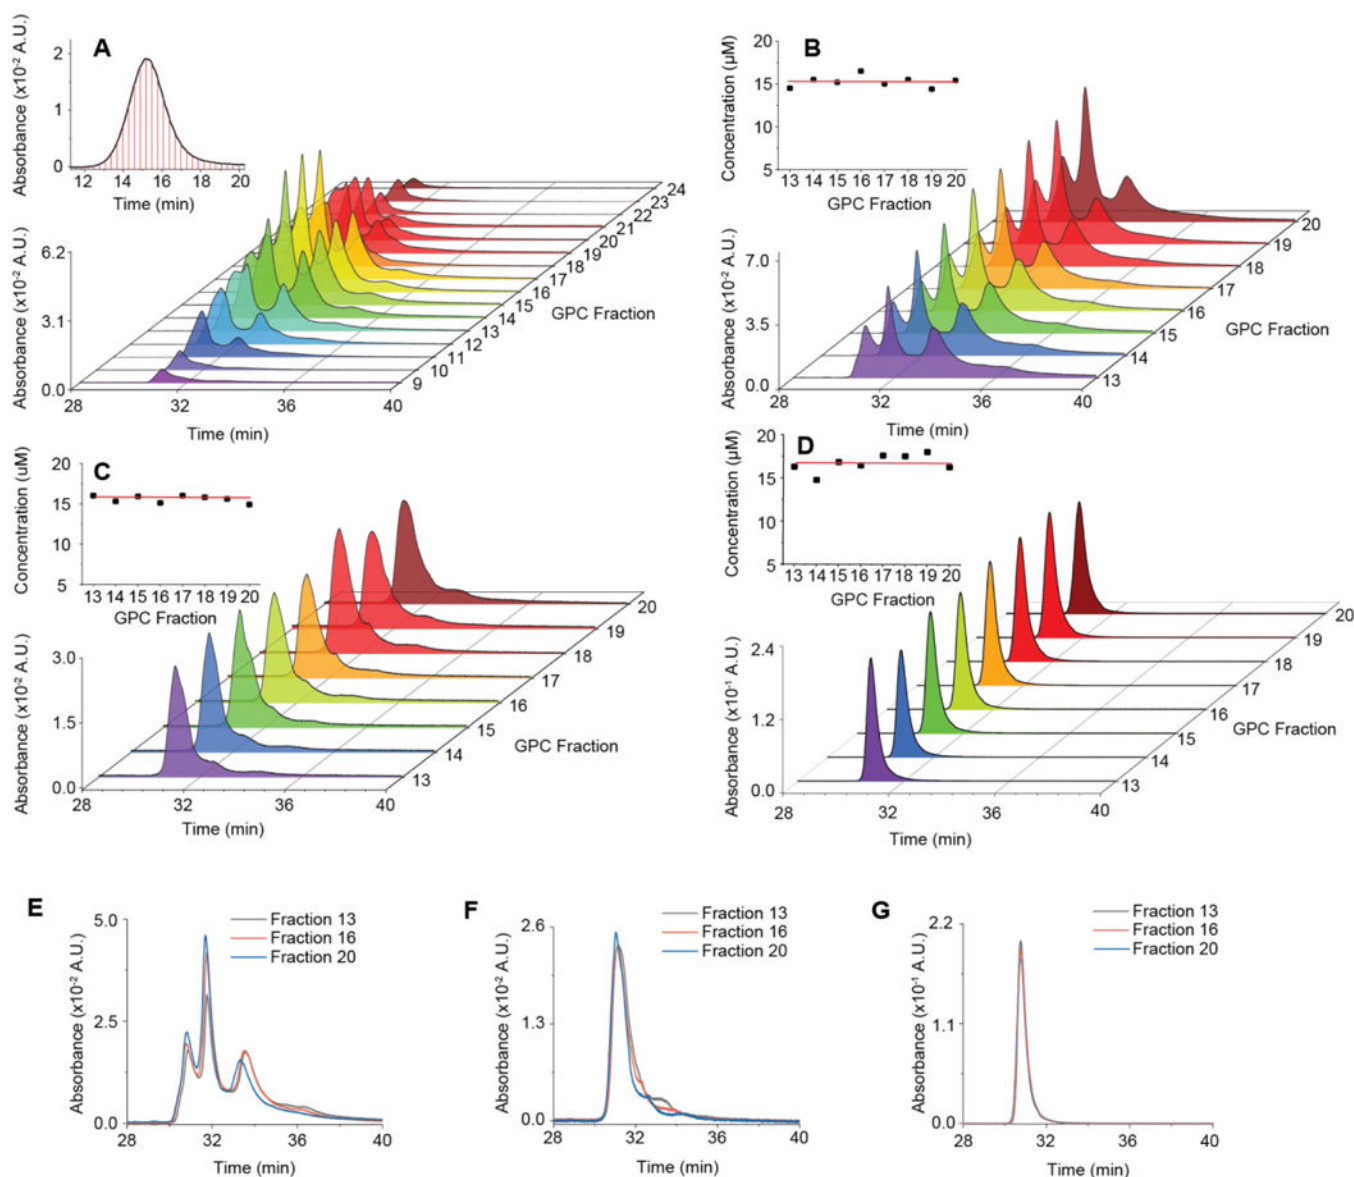 A
Absorbance (x10⁻² A.U.)
2
1
0
12 14 16 18 20
Time (min)
Absorbance (x10⁻² A.U.)
6.2
3.1
0.0
28 32 36 40
Time (min)
9 10 11 12 13 14 15 16 17 18 19 20 21 22 23 24
GPC Fraction
B
Concentration (μM)
20
15
10
5
13 14 15 16 17 18 19 20
GPC Fraction
Absorbance (x10⁻² A.U.)
7.0
3.5
0.0
28 32 36 40
Time (min)
13 14 15 16 17 18 19 20
GPC Fraction
C
Concentration (uM)
20
15
10
5
13 14 15 16 17 18 19 20
GPC Fraction
Absorbance (x10⁻² A.U.)
3.0
1.5
0.0
28 32 36 40
Time (min)
13 14 15 16 17 18 19 20
GPC Fraction
D
Concentration (μM)
20
15
10
5
13 14 15 16 17 18 19 20
GPC Fraction
Absorbance (x10⁻¹ A.U.)
2.4
1.2
0.0
28 32 36 40
Time (min)
13 14 15 16 17 18 19 20
GPC Fraction
E
Fraction 13
Fraction 16
Fraction 20
Absorbance (x10⁻² A.U.)
5.0
2.5
0.0
28 32 36 40
Time (min)
F
Fraction 13
Fraction 16
Fraction 20
Absorbance (x10⁻² A.U.)
2.6
1.3
0.0
28 32 36 40
Time (min)
G
Fraction 13
Fraction 16
Fraction 20
Absorbance (x10⁻¹ A.U.)
2.2
1.1
0.0
28 32 36 40
Time (min)